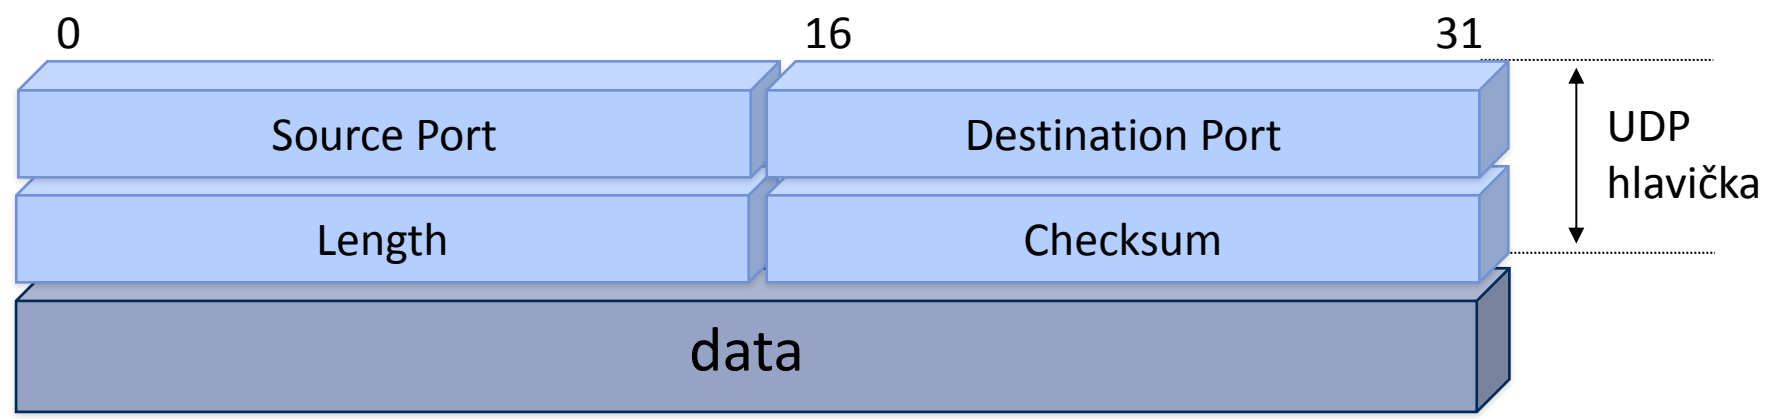 0 16 31
Source Port Destination Port
UDP
hlavička
Length Checksum
data